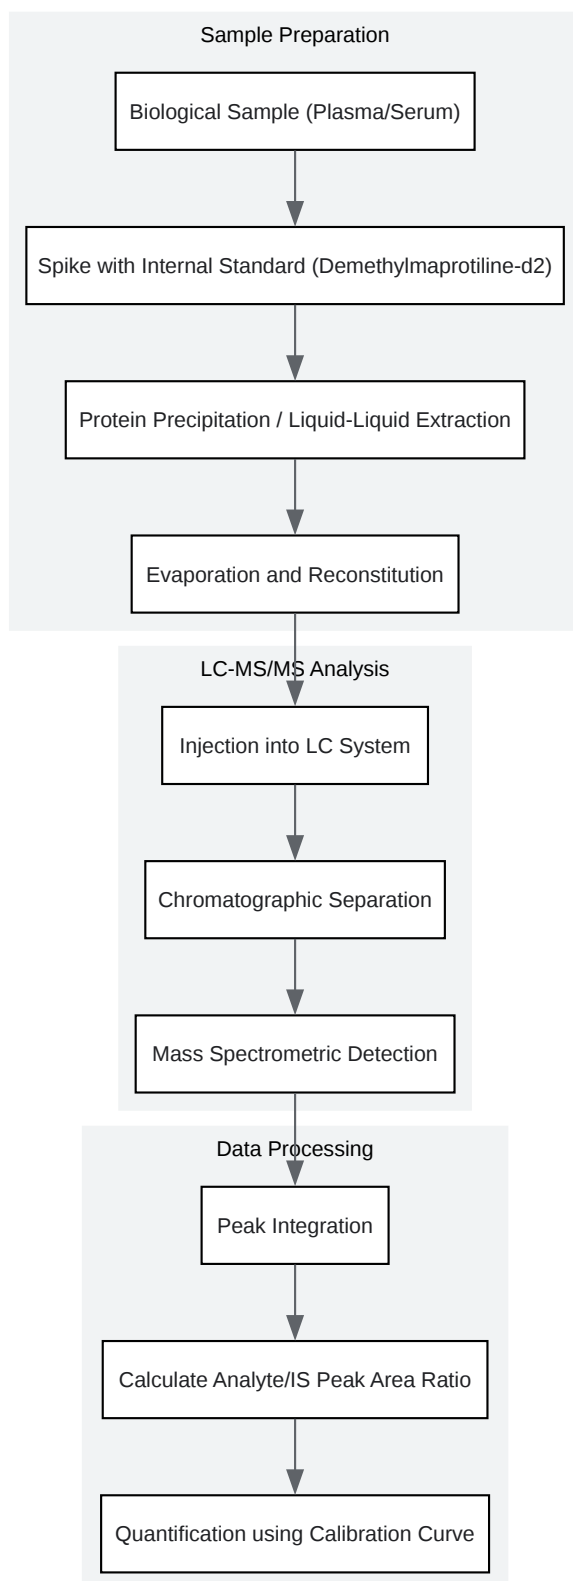 Sample Preparation
Biological Sample (Plasma/Serum)
Spike with Internal Standard (Demethylmaprotiline-d2)
Protein Precipitation / Liquid-Liquid Extraction
Evaporation and Reconstitution
LC-MS/MS Analysis
Injection into LC System
Chromatographic Separation
Mass Spectrometric Detection
Data Processing
Peak Integration
Calculate Analyte/IS Peak Area Ratio
Quantification using Calibration Curve